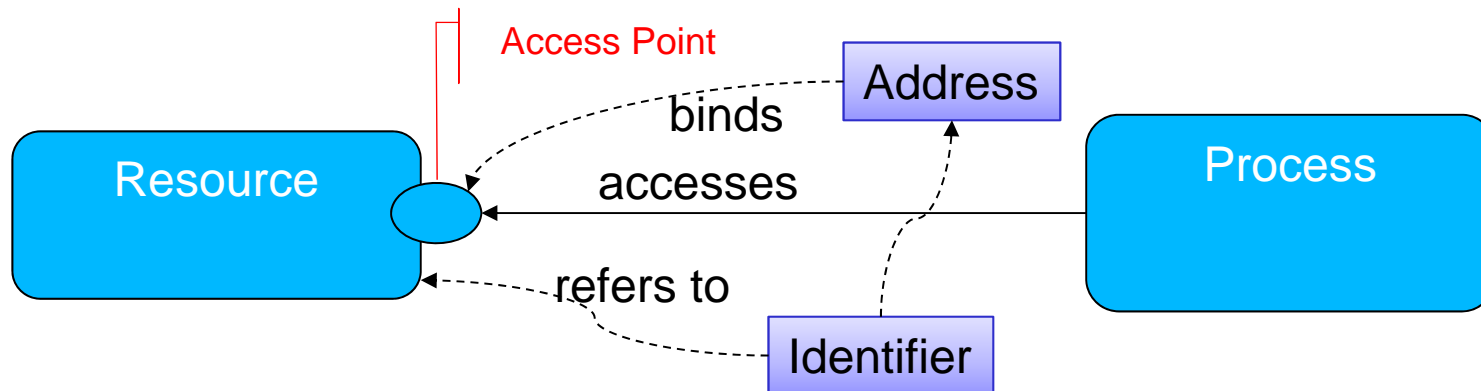 Access Point
Address
binds
Resource
accesses
Process
refers to
Identifier